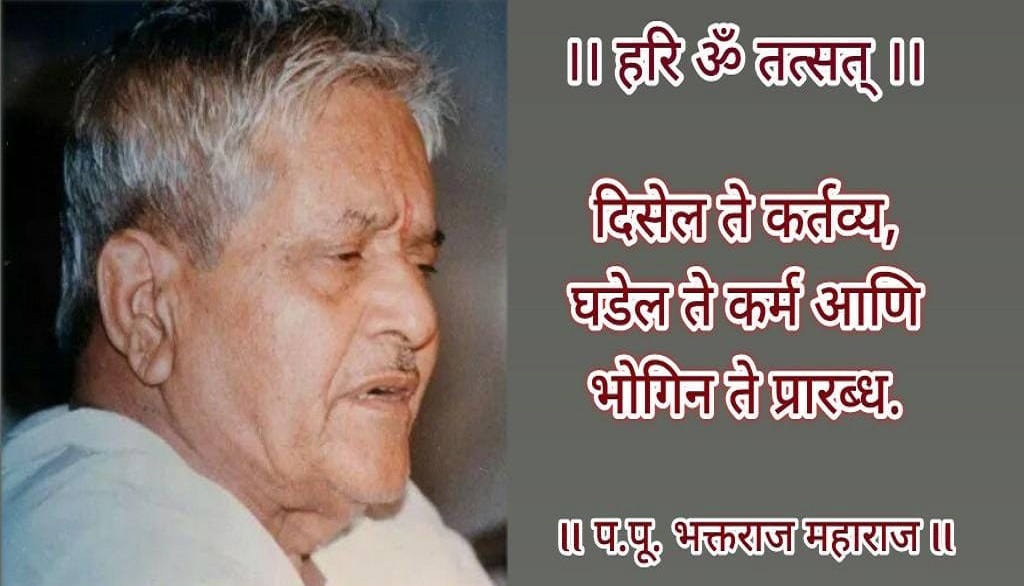 ।। हरि ॐ तत्सत् ।।
दिसेल ते कर्तव्य,
घडेल ते कर्म आणि
भोगिन ते प्रारब्ध.
॥ प.पू. भक्तराज महाराज ॥